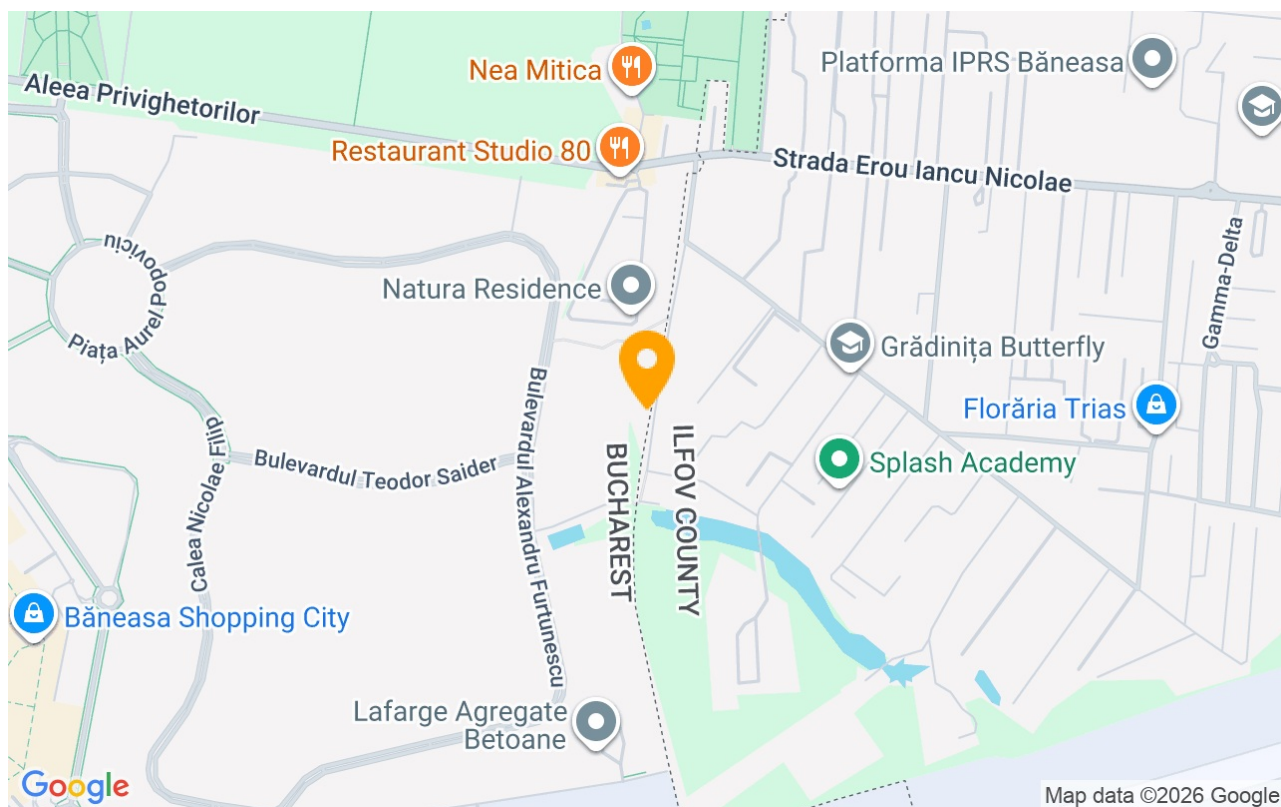 Nea Mitica
Platforma IPRS Băneasa
Aleea Privighetorilor
Restaurant Studio 80
Strada Erou Iancu Nicolae
Piața Aurel Popoviciu
Natura Residence
Gamma-Delta
Grădinița Butterfly
Florăria Trias
Calea Nicolae Filip
Bulevardul Teodor Saider
Bulevardul Alexandru Furtunescu
BUCHAREST
ILFOV COUNTY
Splash Academy
Băneasa Shopping City
Lafarge Agregate
Betoane
Google
Map data ©2026 Google